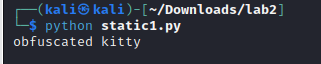 ┌──(kali㉿kali)-[~/Downloads/lab2]
└─$ python static1.py
obfuscated kitty